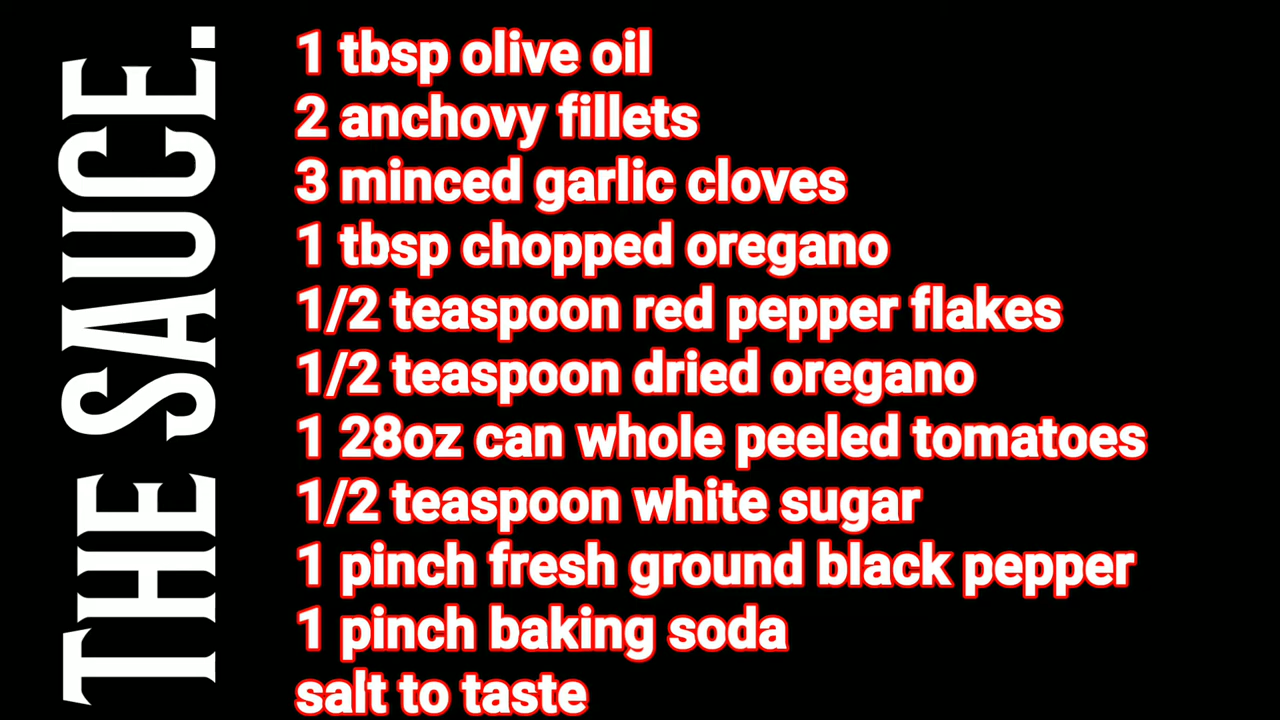 THE SAUCE.
1 tbsp olive oil
2 anchovy fillets
3 minced garlic cloves
1 tbsp chopped oregano
1/2 teaspoon red pepper flakes
1/2 teaspoon dried oregano
1 28oz can whole peeled tomatoes
1/2 teaspoon white sugar
1 pinch fresh ground black pepper
1 pinch baking soda
salt to taste